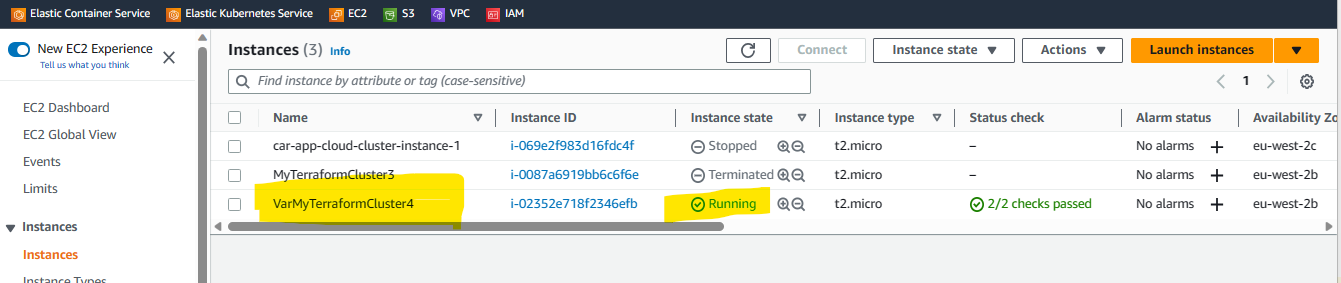 Elastic Container Service Elastic Kubernetes Service EC2 S3 VPC IAM
New EC2 Experience
Tell us what you think
EC2 Dashboard
EC2 Global View
Events
Limits
Instances
Instances
Instance Types
Instances (3) Info
Connect Instance state Actions Launch instances
Find instance by attribute or tag (case-sensitive)
1
Name Instance ID Instance state Instance type Status check Alarm status Availability Zo
car-app-cloud-cluster-instance-1 i-069e2f983d16fdc4f Stopped t2.micro – No alarms + eu-west-2c
MyTerraformCluster3 i-0087a6919bb6c6f6e Terminated t2.micro – No alarms + eu-west-2b
VarMyTerraformCluster4 i-02352e718f2346efb Running t2.micro 2/2 checks passed No alarms + eu-west-2b